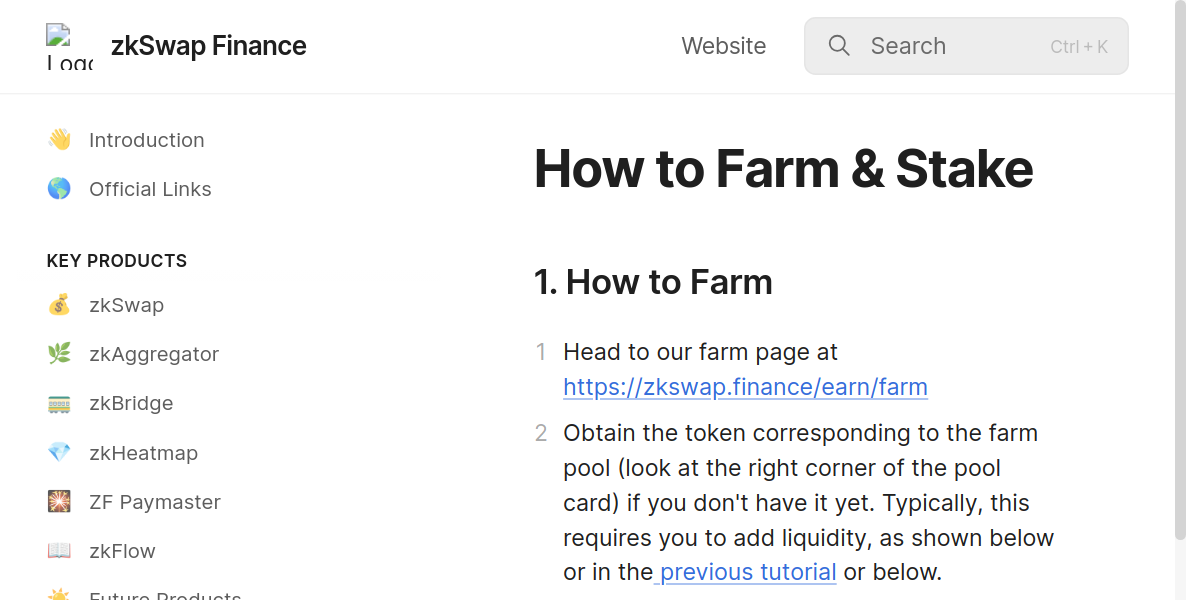 Logo
zkSwap Finance
Website
Search
Ctrl + K
Introduction
Official Links
KEY PRODUCTS
zkSwap
zkAggregator
zkBridge
zkHeatmap
ZF Paymaster
zkFlow
Future Products
How to Farm & Stake
1. How to Farm
1 Head to our farm page at
https://zkswap.finance/earn/farm
2 Obtain the token corresponding to the farm
pool (look at the right corner of the pool
card) if you don't have it yet. Typically, this
requires you to add liquidity, as shown below
or in the previous tutorial or below.